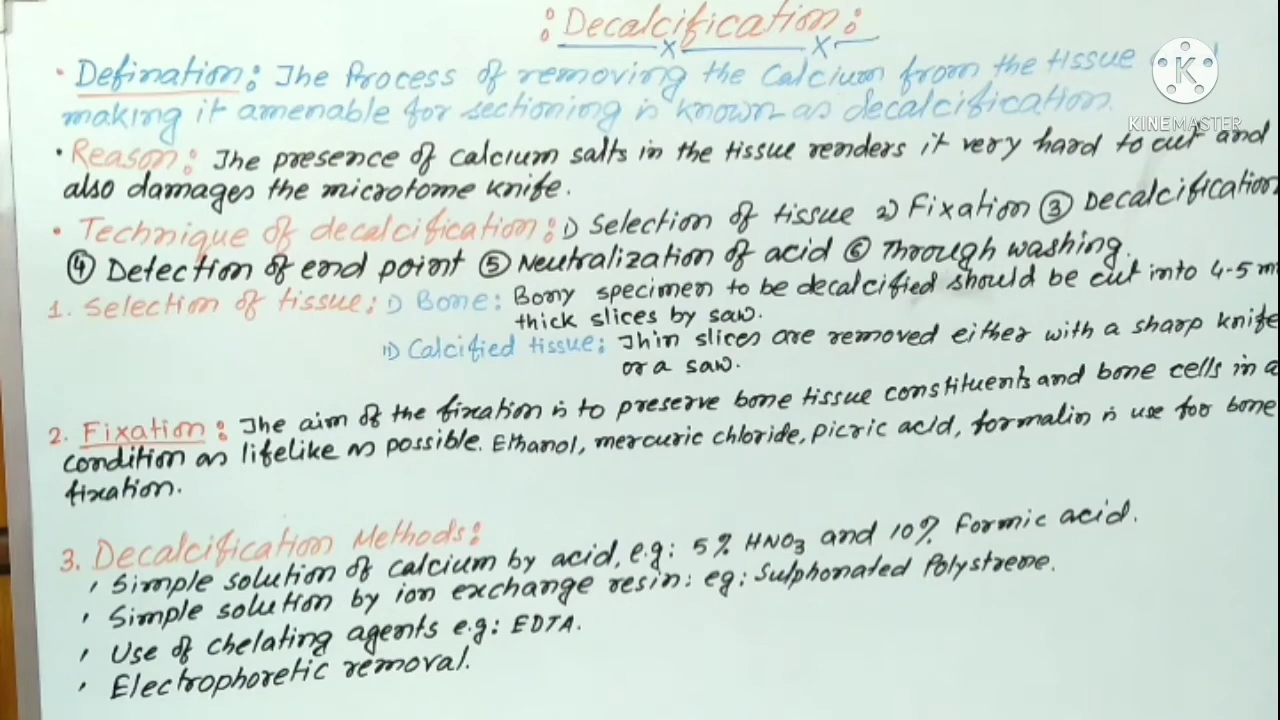 : Decalcification :
• Defination: The Process of removing the Calcium from the tissue
making it amenable for sectioning is known as decalcification.
KINEMASTER
• Reason: The presence of calcium salts in the tissue renders it very hard to cut and
also damages the microtome knife.
• Technique of decalcification: 1) Selection of tissue 2) Fixation ③ Decalcification
④ Detection of end point ⑤ Neutralization of acid ⑥ Through washing.
1. Selection of tissue: i) Bone: Bony specimen to be decalcified should be cut into 4-5 m
thick slices by saw.
ii) Calcified tissue: Thin slices are removed either with a sharp knife
or a saw.
2. Fixation: The aim of the fixation is to preserve bone tissue constituents and bone cells in a
condition as lifelike as possible. Ethanol, mercuric chloride, Picric acid, formalin is use for bone
fixation.
3. Decalcification Methods:
, Simple solution of calcium by acid, e.g: 5% HNO3 and 10% Formic acid.
, Simple solution by ion exchange resin: eg: Sulphonated Polystrene.
, Use of chelating agents e.g: EDTA.
, Electrophoretic removal.